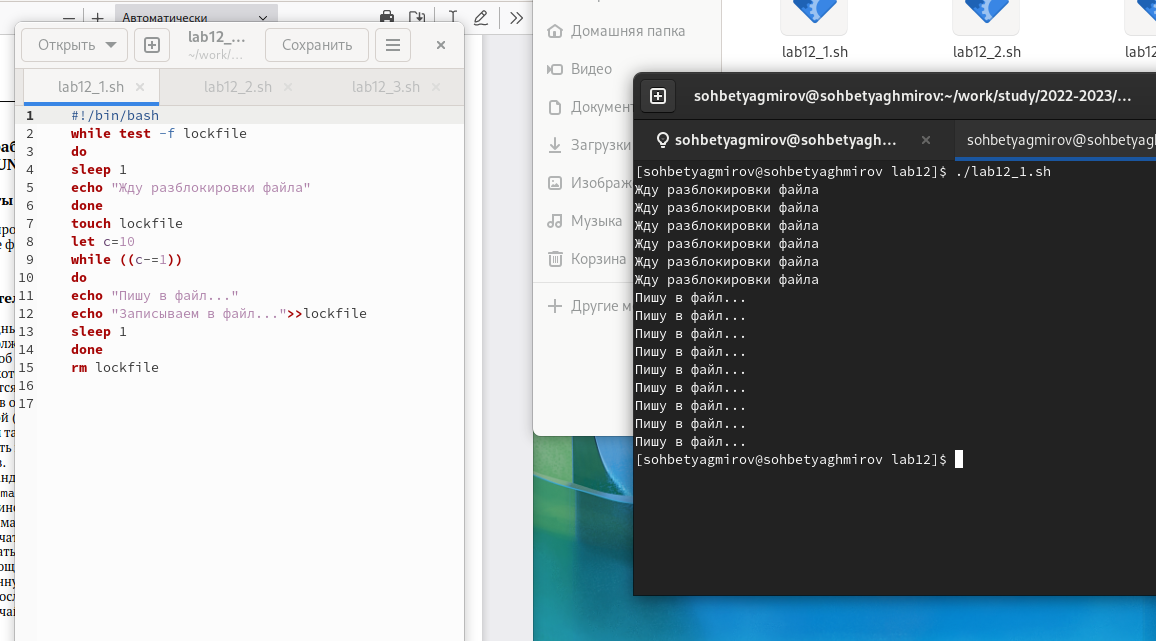 Автоматически
Открыть
lab12_...
~/work/...
Сохранить
lab12_1.sh
lab12_2.sh
lab12_3.sh
1 #!/bin/bash
2 while test -f lockfile
3 do
4 sleep 1
5 echo "Жду разблокировки файла"
6 done
7 touch lockfile
8 let c=10
9 while ((c-=1))
10 do
11 echo "Пишу в файл..."
12 echo "Записываем в файл...">>lockfile
13 sleep 1
14 done
15 rm lockfile
16
17
Домашняя папка
Видео
Загрузки
Музыка
Корзина
lab12_1.sh
lab12_2.sh
sohbetyagmirov@sohbetyaghmirov:~/work/study/2022-2023/...
sohbetyagmirov@sohbetyagh...
sohbetyagmirov@sohbetyagh
[sohbetyagmirov@sohbetyaghmirov lab12]$ ./lab12_1.sh
Жду разблокировки файла
Жду разблокировки файла
Жду разблокировки файла
Жду разблокировки файла
Жду разблокировки файла
Жду разблокировки файла
Пишу в файл...
Пишу в файл...
Пишу в файл...
Пишу в файл...
Пишу в файл...
Пишу в файл...
Пишу в файл...
Пишу в файл...
Пишу в файл...
[sohbetyagmirov@sohbetyaghmirov lab12]$